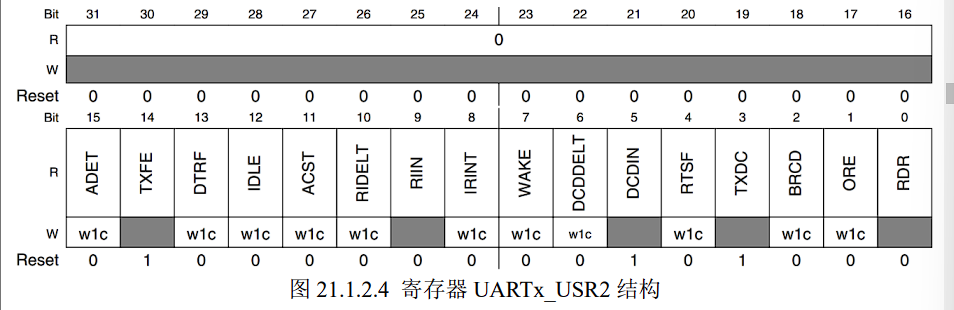 Bit 31 30 29 28 27 26 25 24 23 22 21 20 19 18 17 16
R 0
W
Reset 0 0 0 0 0 0 0 0 0 0 0 0 0 0 0 0
Bit 15 14 13 12 11 10 9 8 7 6 5 4 3 2 1 0
R ADET TXFE DTRF IDLE ACST RIDELT RIIN IRINT WAKE DCDDELT DCDIN RTSF TXDC BRCD ORE RDR
W w1c w1c w1c w1c w1c w1c w1c w1c w1c w1c w1c
Reset 0 1 0 0 0 0 0 0 0 0 1 0 1 0 0 0
图 21.1.2.4 寄存器 UARTx_USR2 结构